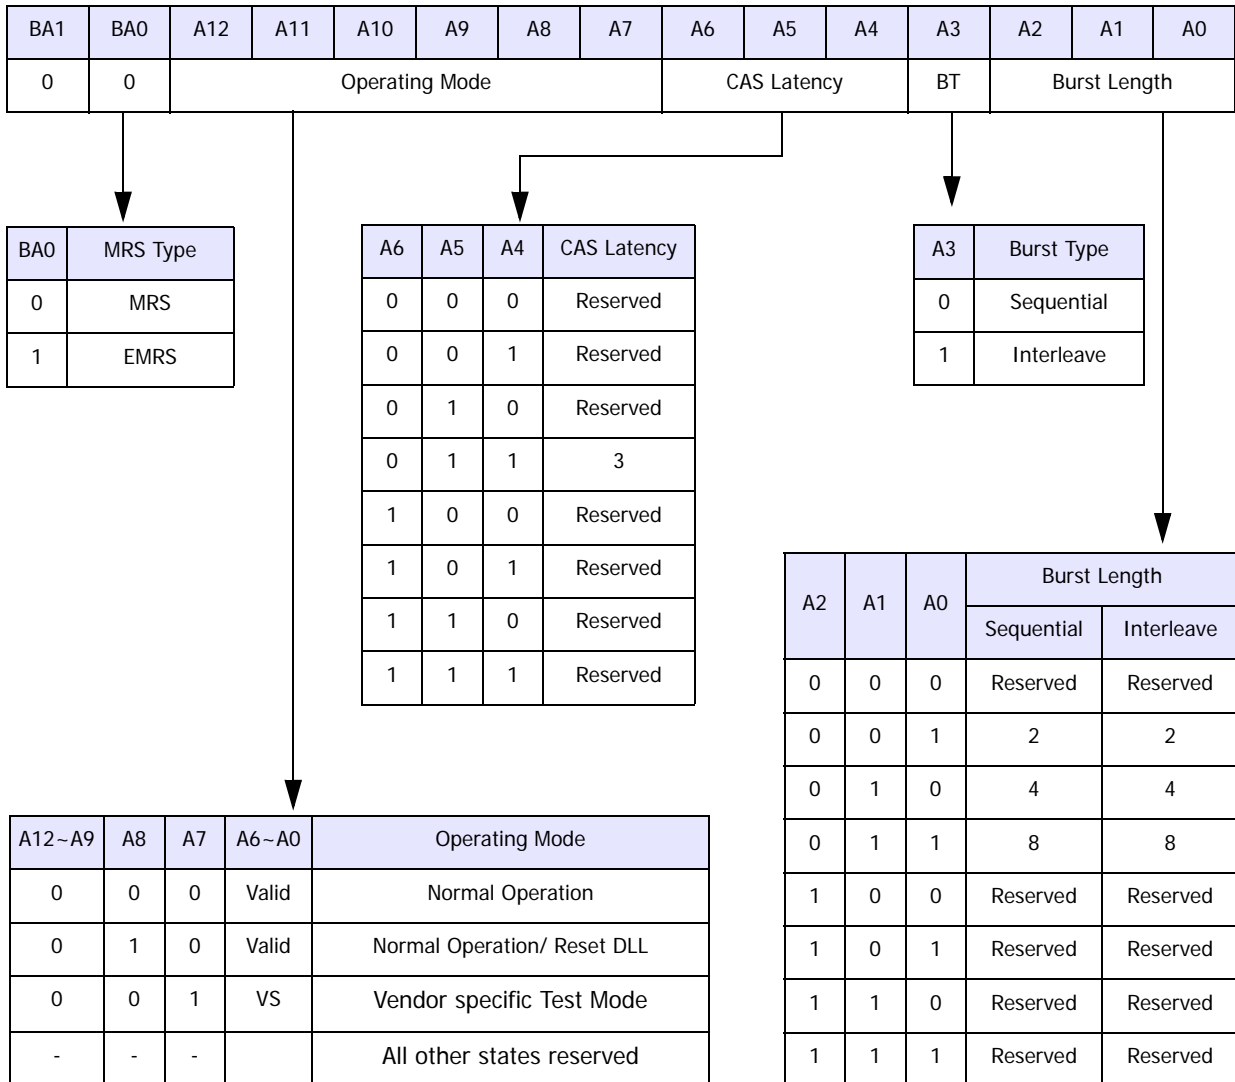 BA1 BA0 A12 A11 A10 A9 A8 A7 A6 A5 A4 A3 A2 A1 A0
0 0 Operating Mode CAS Latency BT Burst Length
BA0 MRS Type
0 MRS
1 EMRS
A6 A5 A4 CAS Latency
0 0 0 Reserved
0 0 1 Reserved
0 1 0 Reserved
0 1 1 3
1 0 0 Reserved
1 0 1 Reserved
1 1 0 Reserved
1 1 1 Reserved
A3 Burst Type
0 Sequential
1 Interleave
A2 A1 A0 Burst Length
Sequential Interleave
0 0 0 Reserved Reserved
0 0 1 2 2
0 1 0 4 4
0 1 1 8 8
1 0 0 Reserved Reserved
1 0 1 Reserved Reserved
1 1 0 Reserved Reserved
1 1 1 Reserved Reserved
A12~A9 A8 A7 A6~A0 Operating Mode
0 0 0 Valid Normal Operation
0 1 0 Valid Normal Operation/ Reset DLL
0 0 1 VS Vendor specific Test Mode
- - - All other states reserved